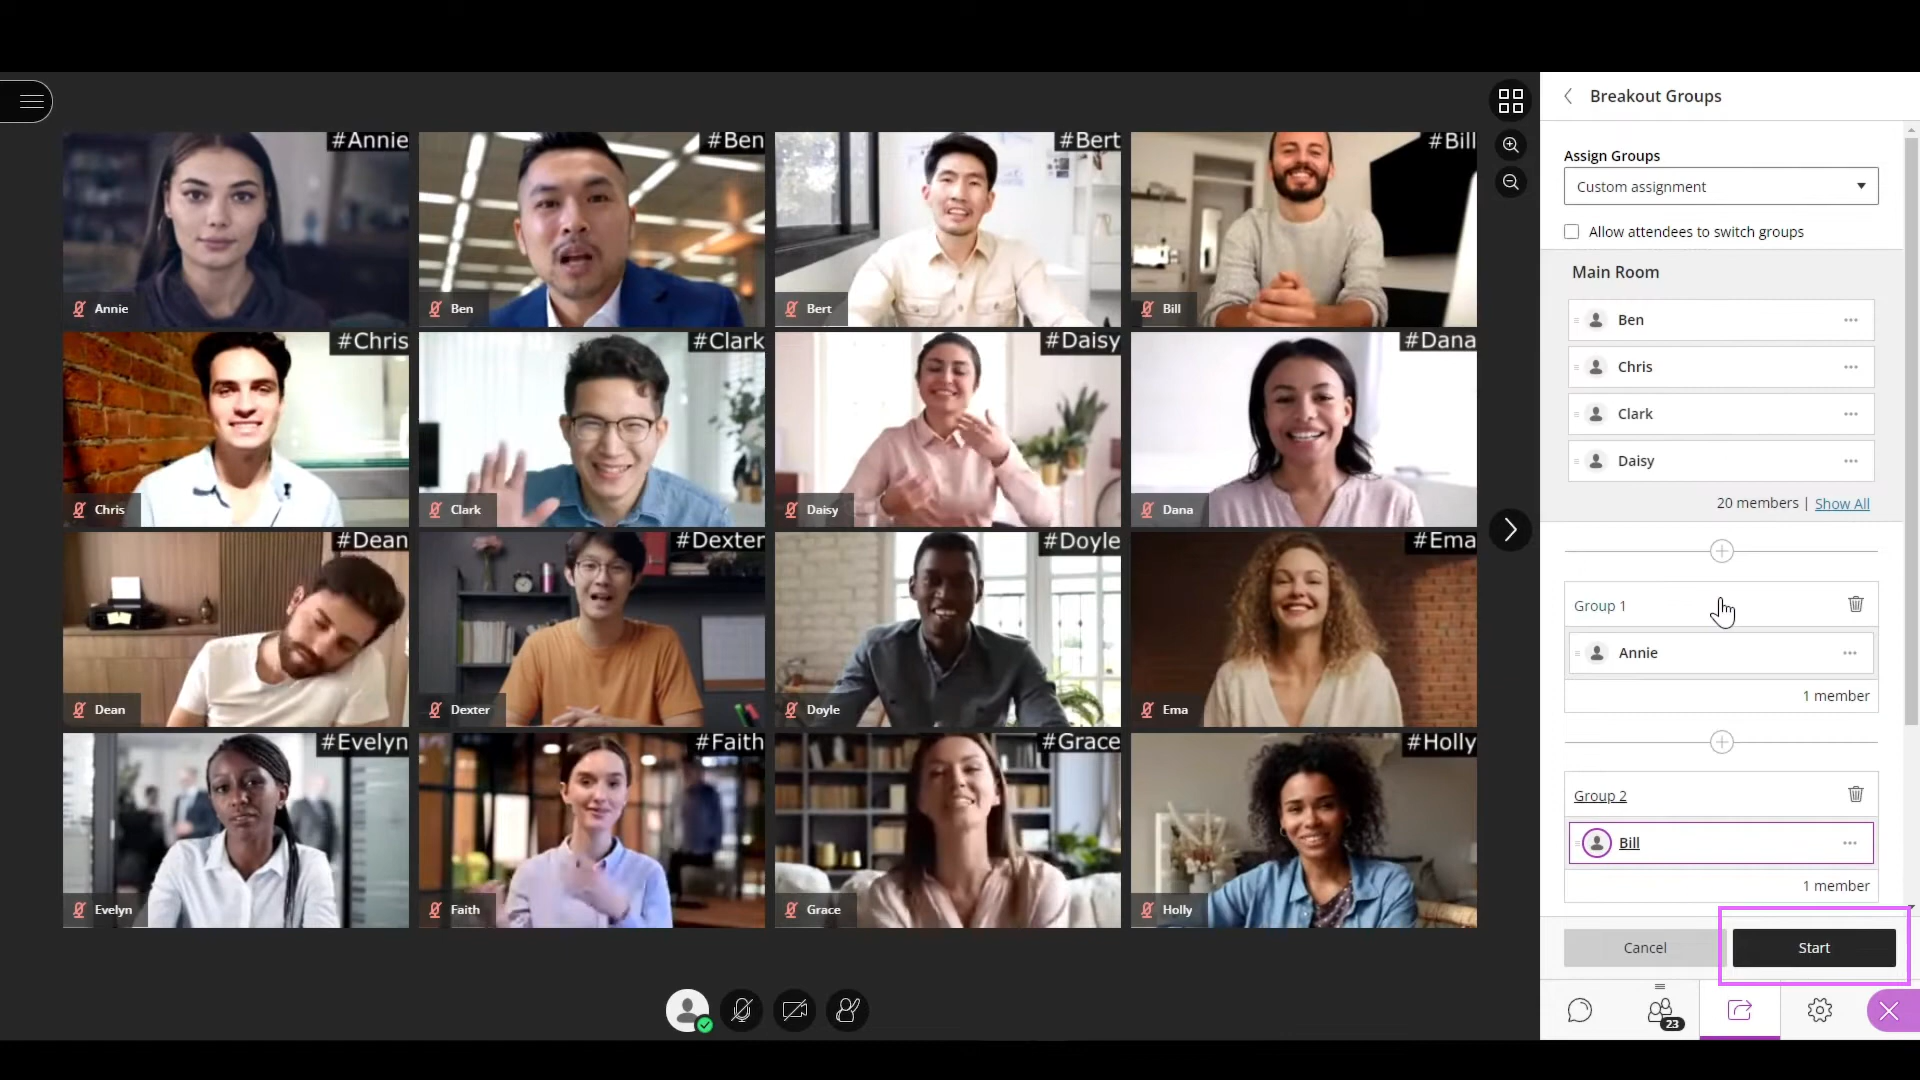 Breakout Groups
#Annie
#Ben
#Bert
#Bill
Annie
Ben
Bert
Bill
#Chris
#Clark
#Daisy
#Dana
Chris
Clark
Daisy
Dana
#Dean
#Dexter
#Doyle
#Ema
Dean
Dexter
Doyle
Ema
#Evelyn
#Faith
#Grace
#Holly
Evelyn
Faith
Grace
Holly
Assign Groups
Custom assignment
Allow attendees to switch groups
Main Room
Ben
Chris
Clark
Daisy
20 members | Show All
Group 1
Annie
1 member
Group 2
Bill
1 member
Cancel
Start
23